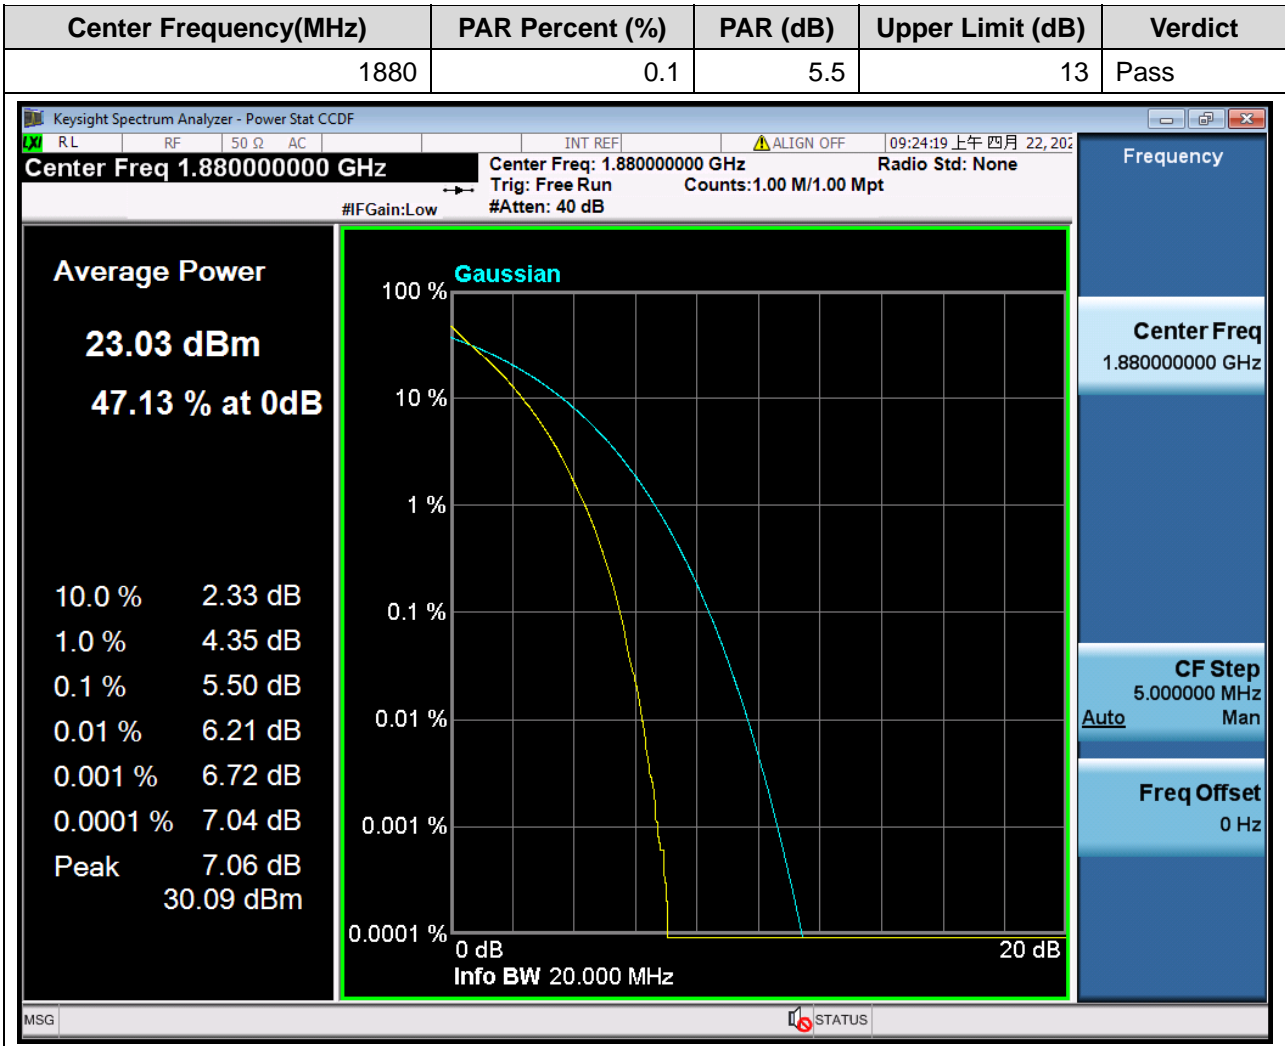 Center Frequency(MHz) PAR Percent (%) PAR (dB) Upper Limit (dB) Verdict
1880 0.1 5.5 13 Pass
Keysight Spectrum Analyzer - Power Stat CCDF
LXI RL RF 50 Ω AC INT REF ALIGN OFF 09:24:19 上午 四月 22, 202
Center Freq 1.880000000 GHz
Center Freq: 1.880000000 GHz Radio Std: None
Trig: Free Run Counts:1.00 M/1.00 Mpt
#IFGain:Low #Atten: 40 dB
Average Power
23.03 dBm
47.13 % at 0dB
10.0 % 2.33 dB
1.0 % 4.35 dB
0.1 % 5.50 dB
0.01 % 6.21 dB
0.001 % 6.72 dB
0.0001 % 7.04 dB
Peak 7.06 dB
30.09 dBm
Gaussian
100 %
10 %
1 %
0.1 %
0.01 %
0.001 %
0.0001 %
0 dB 20 dB
Info BW 20.000 MHz
Frequency
Center Freq
1.880000000 GHz
CF Step
5.000000 MHz
Auto Man
Freq Offset
0 Hz
MSG STATUS